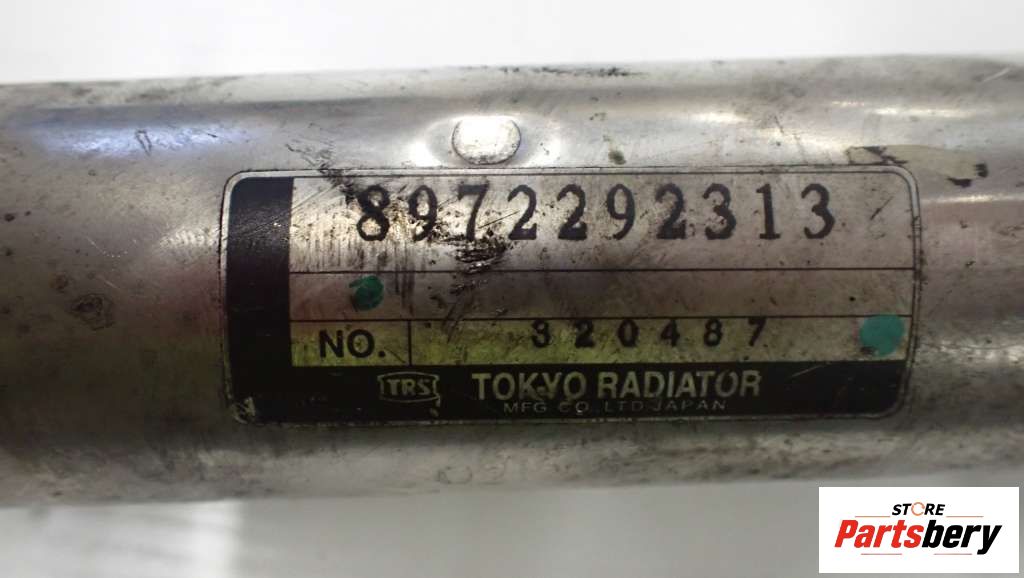 8972292313
NO. 320487
TRS TOKYO RADIATOR
MFG CO. LTD JAPAN
STORE
Partsbery